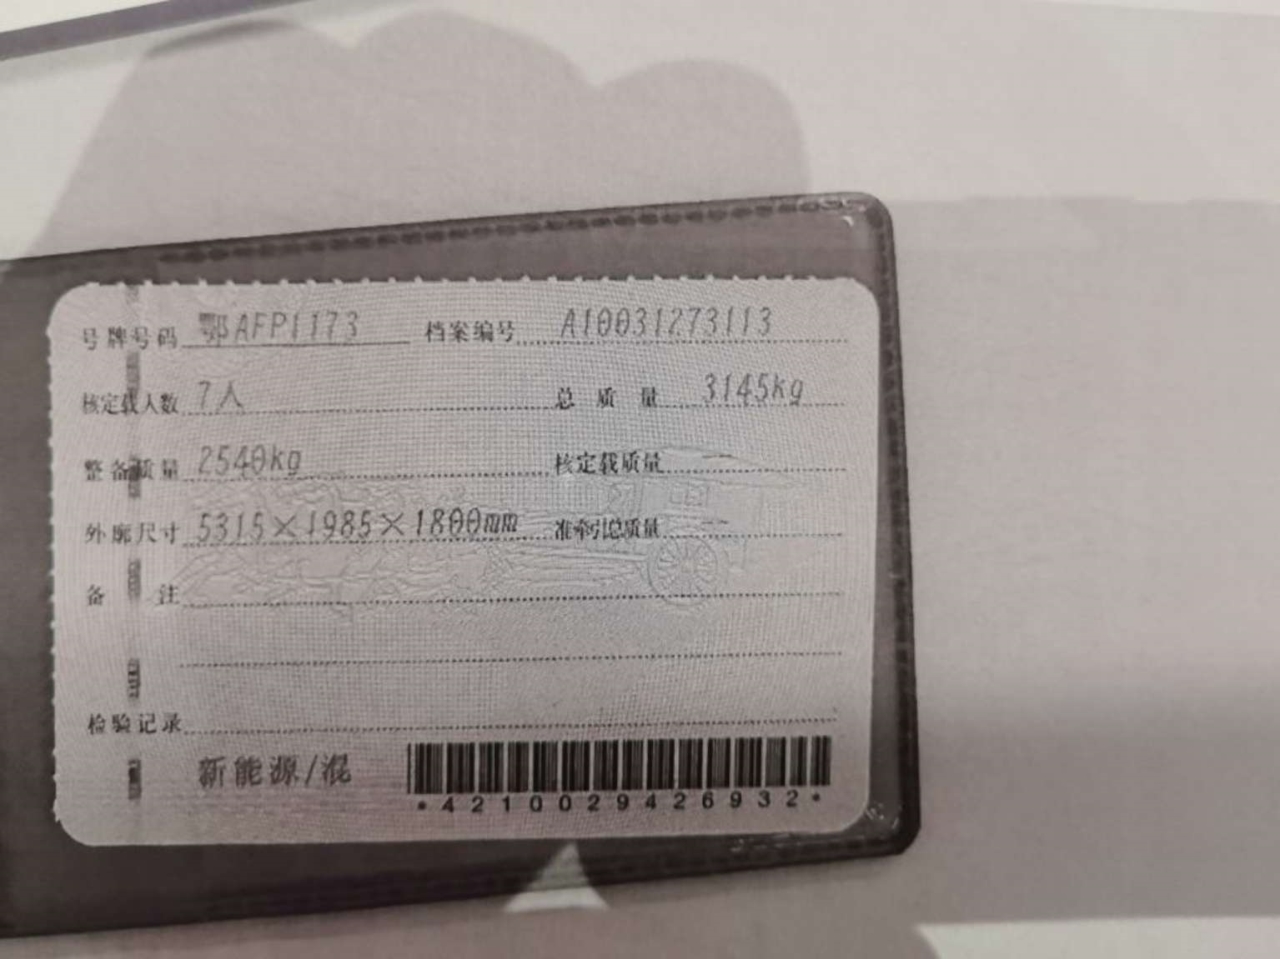 号牌号码 鄂AFP1173 档案编号 A10031273113
核定载人数 7人 总质量 3145kg
整备质量 2540kg 核定载质量 --
外廓尺寸 5315×1985×1800mm 准牵引总质量 --
备注
检验记录
新能源/混
*4210029426932*